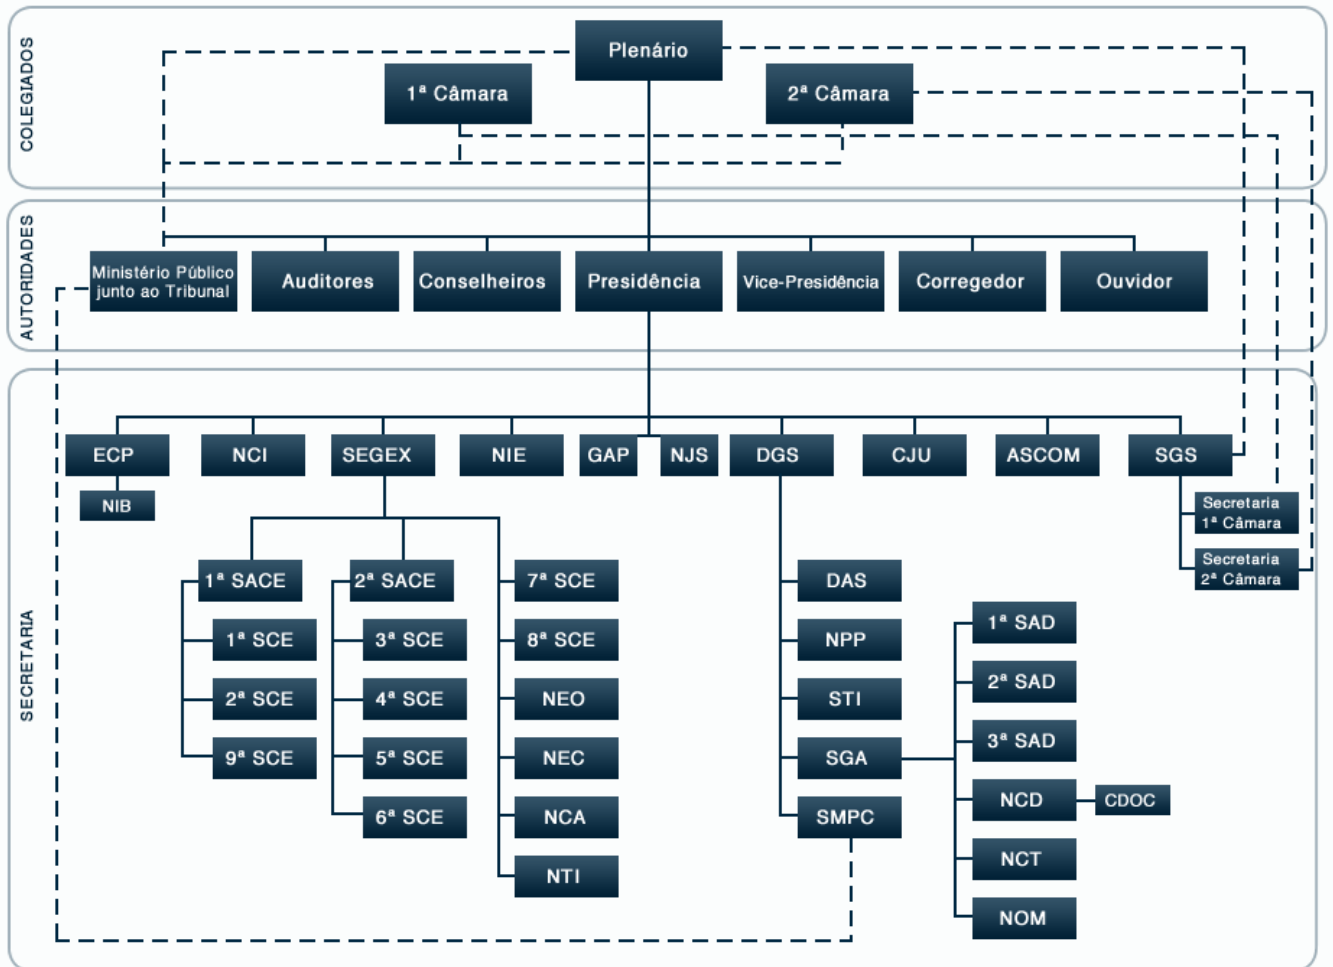 COLEGIADOS
Plenário
1ª Câmara
2ª Câmara
AUTORIDADES
Ministério Público
junto ao Tribunal
Auditores
Conselheiros
Presidência
Vice-Presidência
Corregedor
Ouvidor
SECRETARIA
ECP
NCI
SEGEX
NIE
GAP
NJS
DGS
CJU
ASCOM
SGS
NIB
Secretaria
1ª Câmara
Secretaria
2ª Câmara
1ª SACE
1ª SCE
2ª SCE
9ª SCE
2ª SACE
3ª SCE
4ª SCE
5ª SCE
6ª SCE
7ª SCE
8ª SCE
NEO
NEC
NCA
NTI
DAS
NPP
STI
SGA
SMPC
1ª SAD
2ª SAD
3ª SAD
NCD
CDOC
NCT
NOM